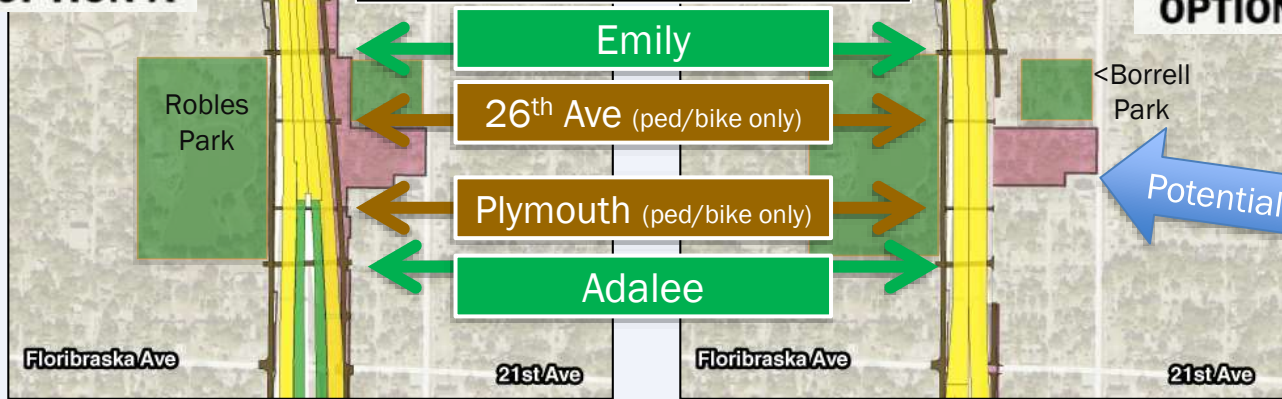 OPTION
Emily
Robles
Park
26th Ave (ped/bike only)
<Borrell
Park
Plymouth (ped/bike only)
Potential
Adalee
Floribraska Ave
21st Ave
Floribraska Ave
21st Ave